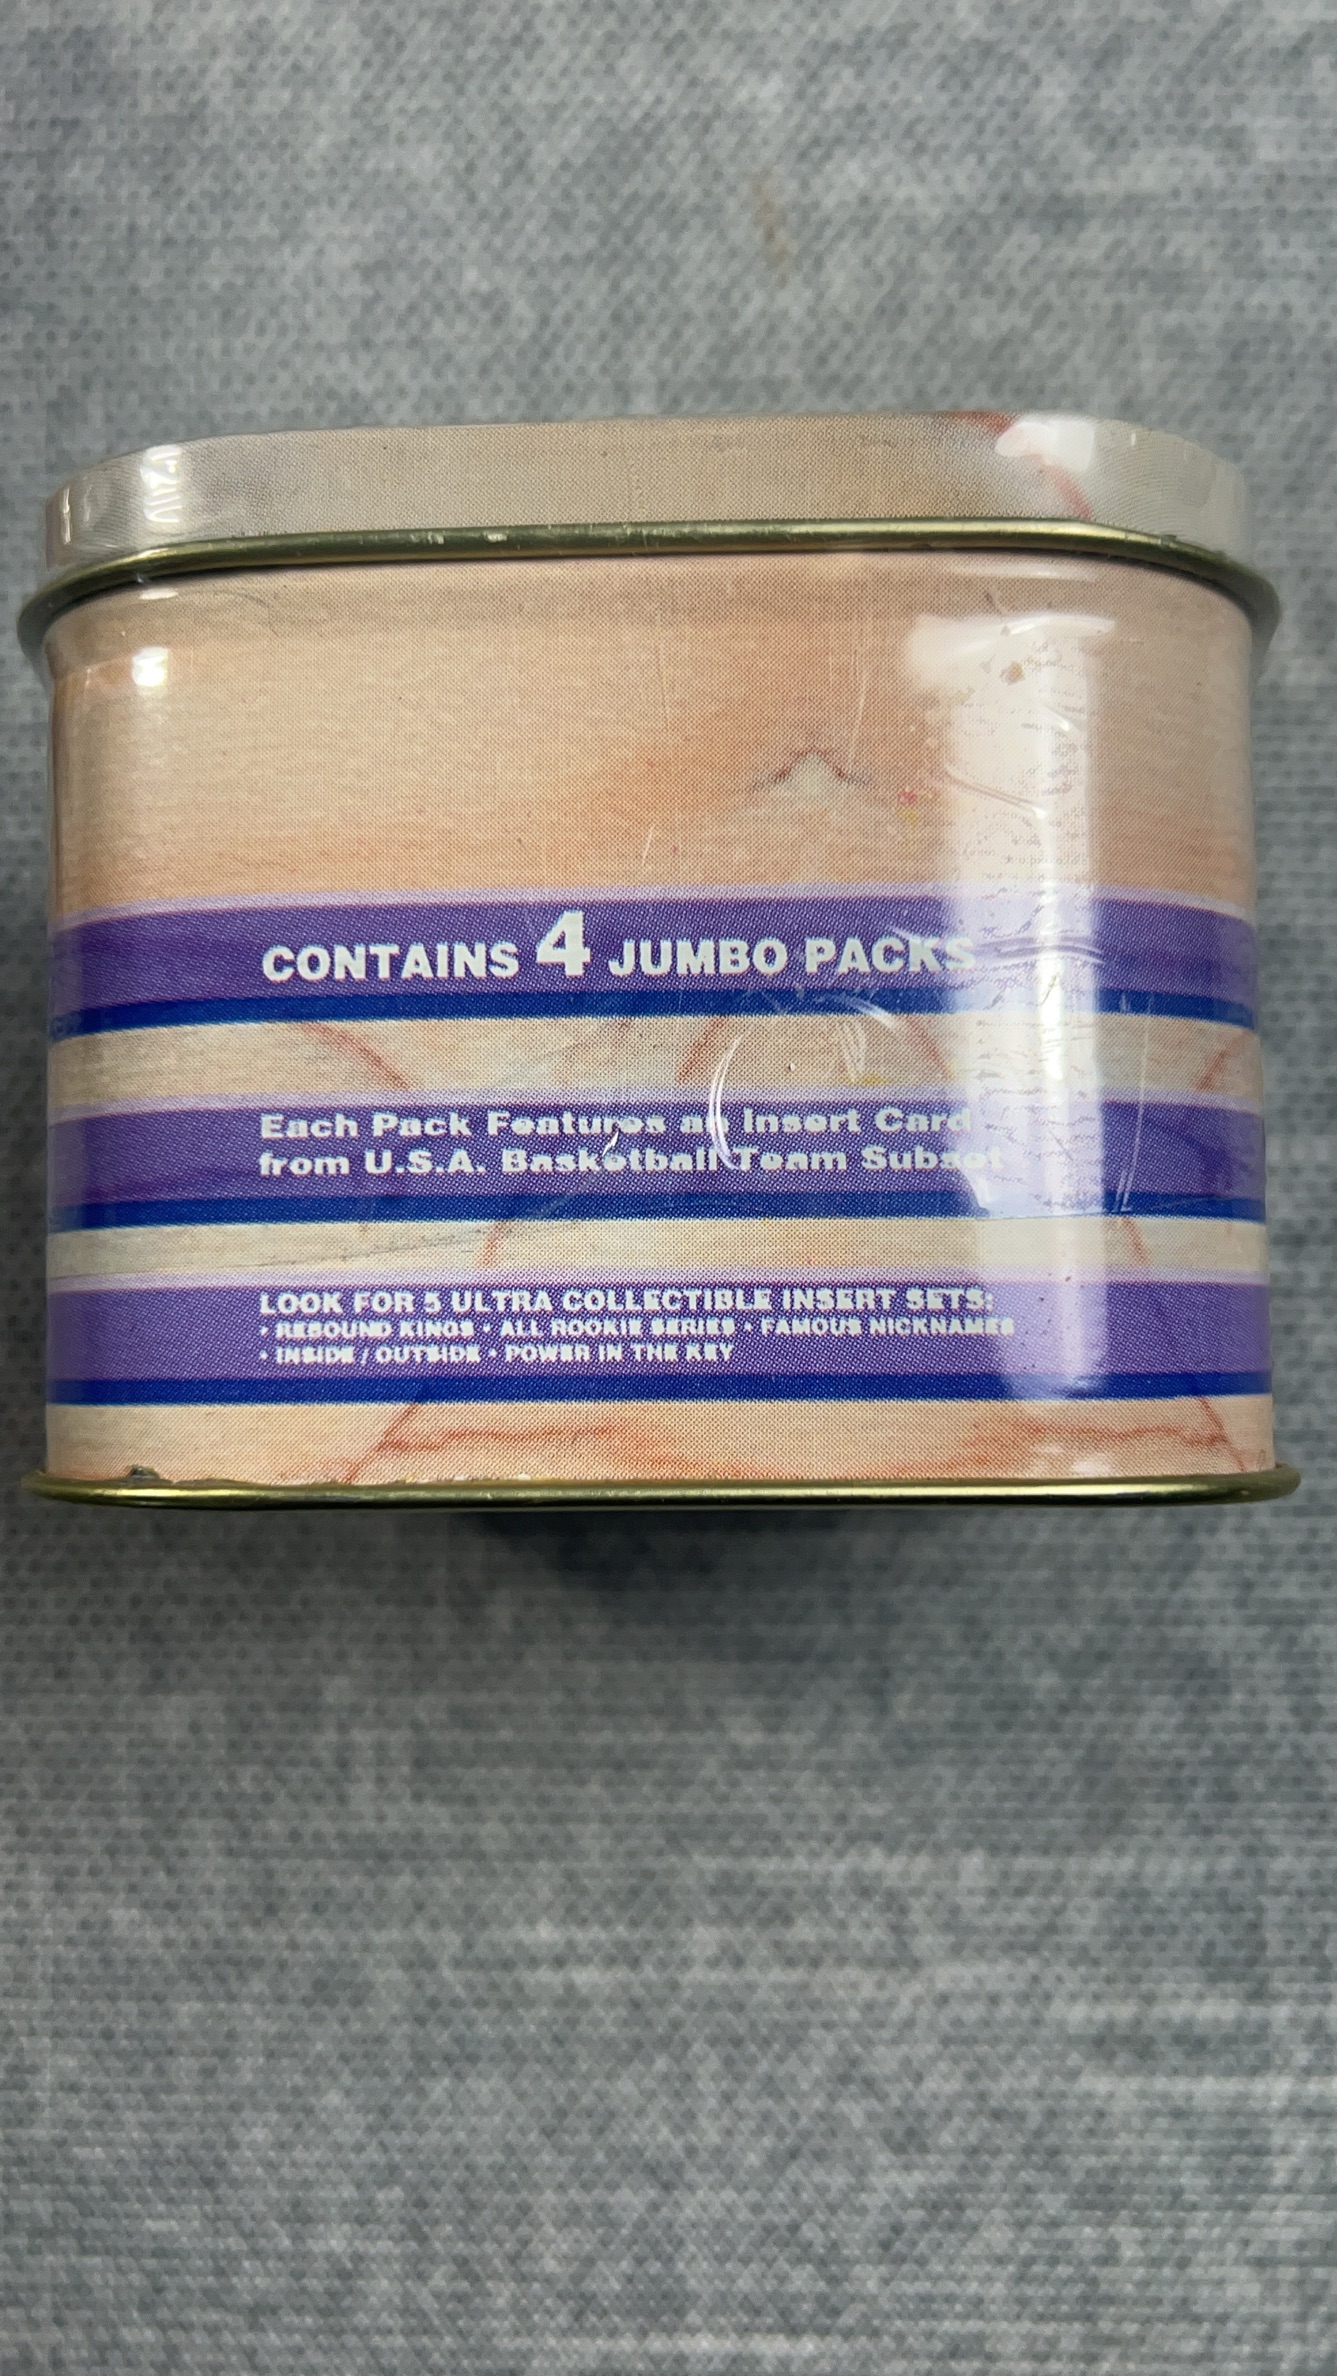 CONTAINS 4 JUMBO PACKS
Each Pack Features an Insert Card
from U.S.A. Basketball Team Subset
LOOK FOR 5 ULTRA COLLECTIBLE INSERT SETS:
• REBOUND KINGS • ALL ROOKIE SERIES • FAMOUS NICKNAMES
• INSIDE / OUTSIDE • POWER IN THE KEY